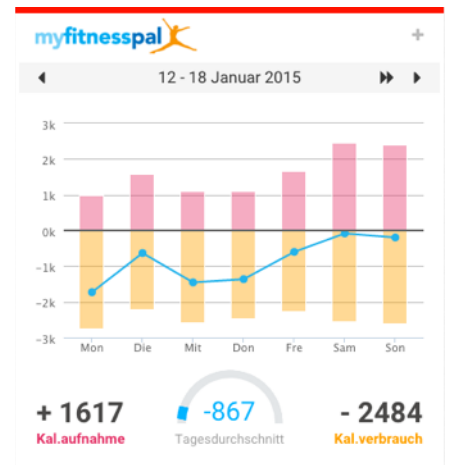 myfitnesspal
+
12 - 18 Januar 2015
3k
2k
1k
0k
-1k
-2k
-3k
Mon Die Mit Don Fre Sam Son
+ 1617 -867 - 2484
Kal.aufnahme Tagesdurchschnitt Kal.verbrauch